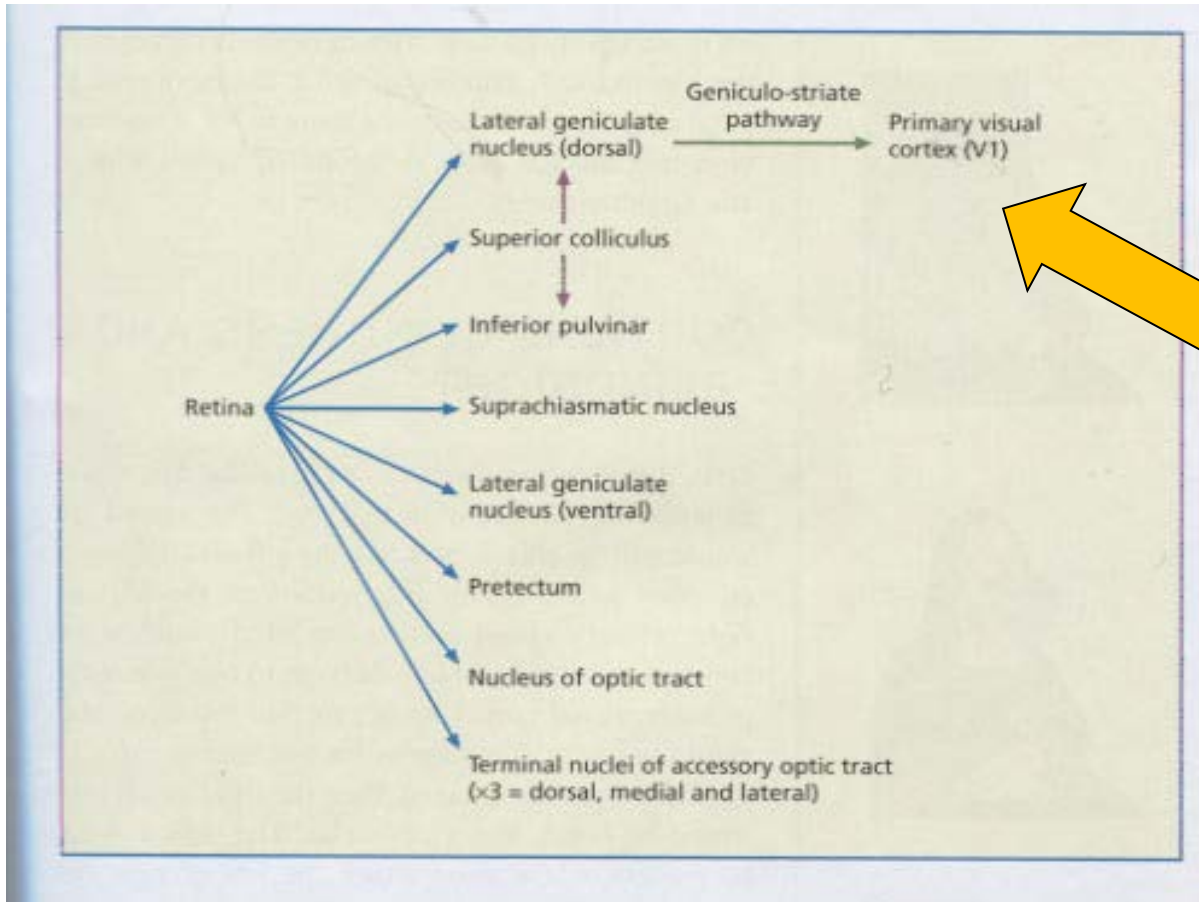 Geniculo-striate
pathway
Lateral geniculate
nucleus (dorsal)
Primary visual
cortex (V1)
Superior colliculus
Inferior pulvinar
Retina
Suprachiasmatic nucleus
Lateral geniculate
nucleus (ventral)
Pretectum
Nucleus of optic tract
Terminal nuclei of accessory optic tract
(×3 = dorsal, medial and lateral)